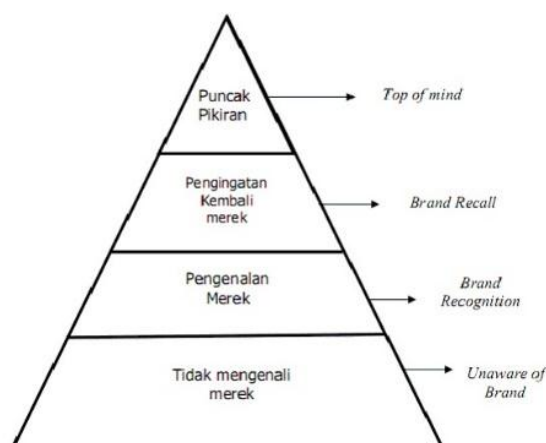 Puncak
Pikiran
Top of mind
Pengingatan
Kembali
merek
Brand Recall
Pengenalan
Merek
Brand
Recognition
Tidak mengenali
merek
Unaware of
Brand